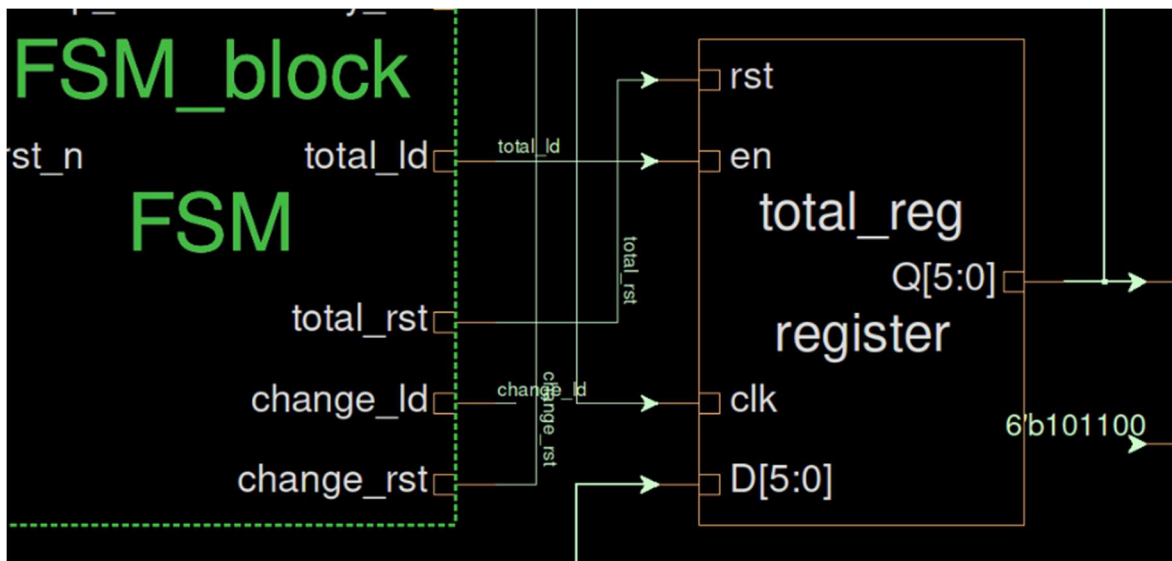 FSM_block
rst_n
total_ld
FSM
total_rst
change_ld
change_rst
total_ld
total_rst
change_ld
change_rst
rst
en
total_reg
Q[5:0]
register
clk
D[5:0]
6'b101100